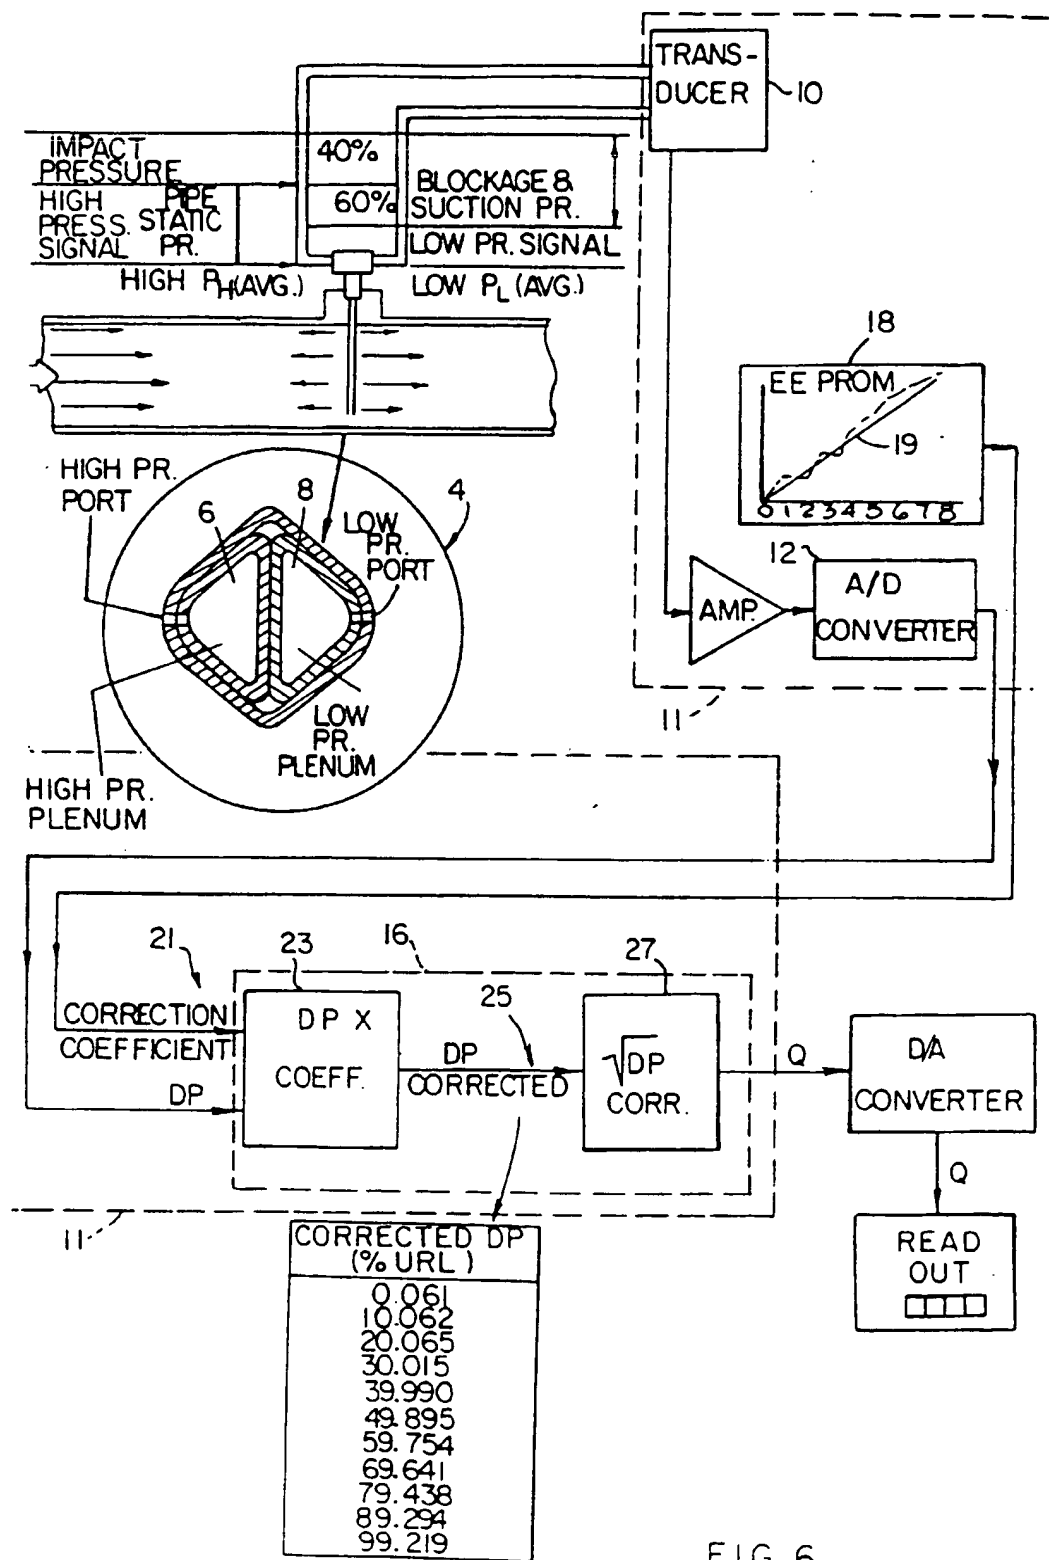 TRANS-
DUCER
10
IMPACT
PRESSURE
40%
HIGH
PRESS.
SIGNAL
PIPE
STATIC
PR.
60%
BLOCKAGE &
SUCTION PR.
LOW PR. SIGNAL
HIGH PH(AVG.)
LOW PL (AVG.)
18
EE PROM
19
0 1 2 3 4 5 6 7 8
HIGH PR.
PORT
6
8
4
LOW
PR.
PORT
12
AMP.
A/D
CONVERTER
11
LOW
PR.
PLENUM
HIGH PR.
PLENUM
21
23
16
25
27
CORRECTION
COEFFICIENT
DP
DP X
COEFF.
DP
CORRECTED
√DP
CORR.
Q
D/A
CONVERTER
Q
READ
OUT
11
CORRECTED DP
(% URL)
0.061
10.062
20.065
30.015
39.990
49.895
59.754
69.641
79.438
89.294
99.219
FIG. 6